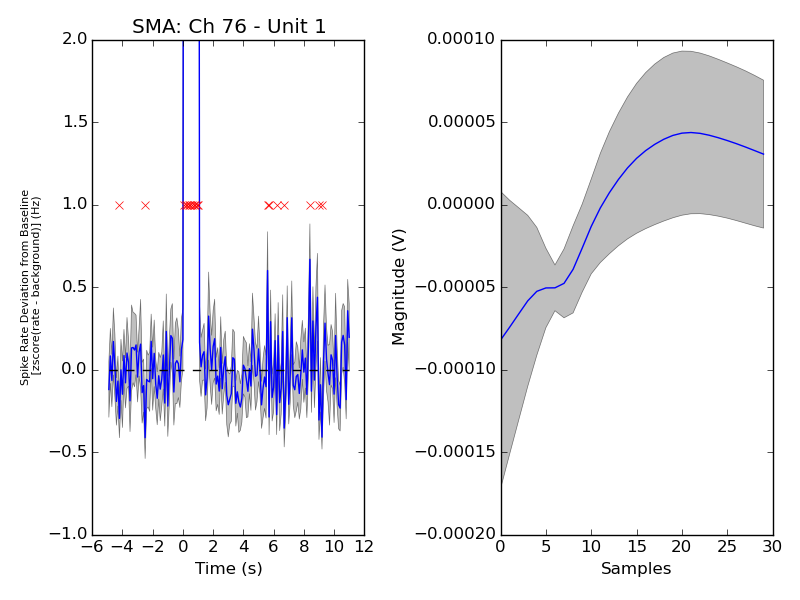 SMA: Ch 76 - Unit 1
Spike Rate Deviation from Baseline
[zscore(rate - background)] (Hz)
2.0
1.5
1.0
0.5
0.0
−0.5
−1.0
−6 −4 −2 0 2 4 6 8 10 12
Time (s)
Magnitude (V)
0.00010
0.00005
0.00000
−0.00005
−0.00010
−0.00015
−0.00020
0 5 10 15 20 25 30
Samples